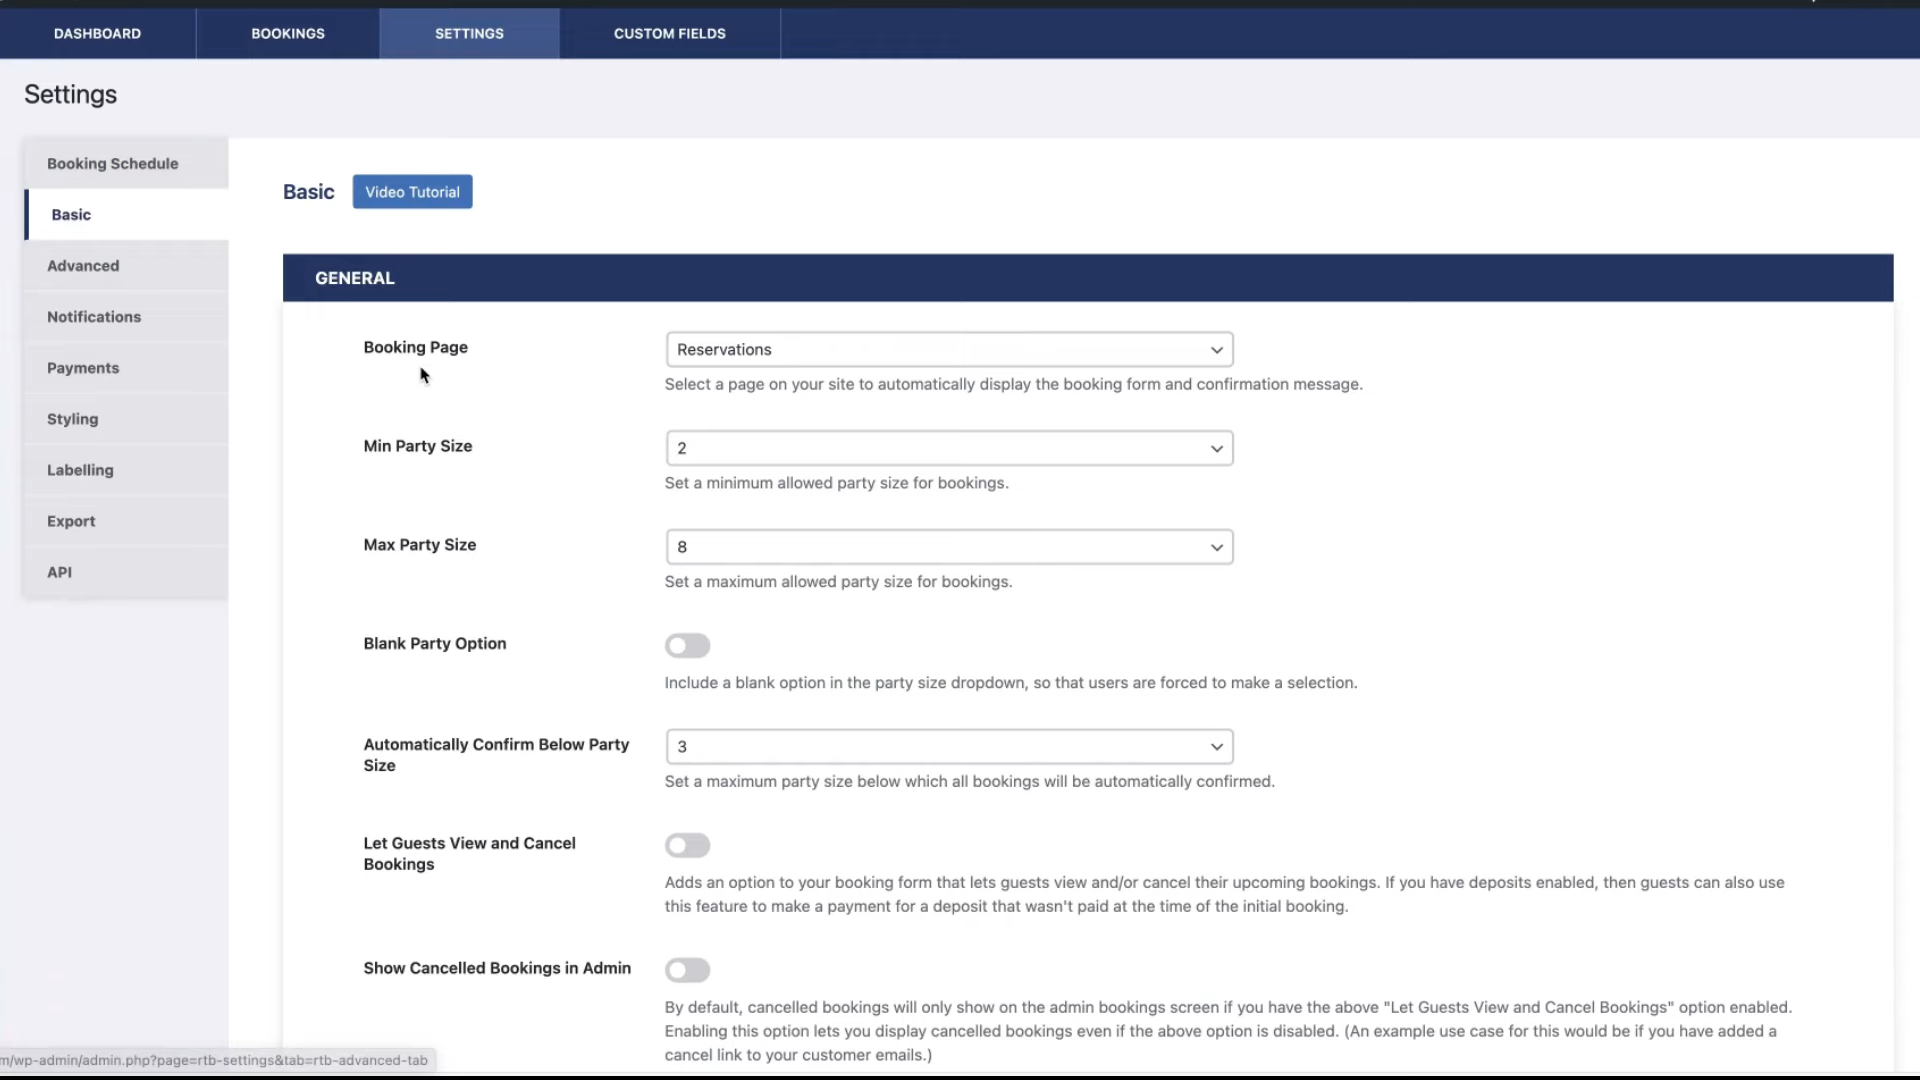 DASHBOARD
BOOKINGS
SETTINGS
CUSTOM FIELDS
Settings
Booking Schedule
Basic
Advanced
Notifications
Payments
Styling
Labelling
Export
API
Basic
Video Tutorial
GENERAL
Booking Page
Reservations
Select a page on your site to automatically display the booking form and confirmation message.
Min Party Size
2
Set a minimum allowed party size for bookings.
Max Party Size
8
Set a maximum allowed party size for bookings.
Blank Party Option
Include a blank option in the party size dropdown, so that users are forced to make a selection.
Automatically Confirm Below Party
Size
3
Set a maximum party size below which all bookings will be automatically confirmed.
Let Guests View and Cancel
Bookings
Adds an option to your booking form that lets guests view and/or cancel their upcoming bookings. If you have deposits enabled, then guests can also use
this feature to make a payment for a deposit that wasn't paid at the time of the initial booking.
Show Cancelled Bookings in Admin
By default, cancelled bookings will only show on the admin bookings screen if you have the above "Let Guests View and Cancel Bookings" option enabled.
Enabling this option lets you display cancelled bookings even if the above option is disabled. (An example use case for this would be if you have added a
cancel link to your customer emails.)
m/wp-admin/admin.php?page=rtb-settings&tab=rtb-advanced-tab